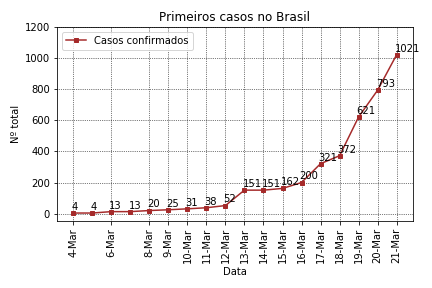 Primeiros casos no Brasil
Casos confirmados
Nº total
1200
1000
800
600
400
200
0
4
4
13
13
20
25
31
38
52
151
151
162
200
321
372
621
793
1021
4-Mar
6-Mar
8-Mar
9-Mar
10-Mar
11-Mar
12-Mar
13-Mar
14-Mar
15-Mar
16-Mar
17-Mar
18-Mar
19-Mar
20-Mar
21-Mar
Data